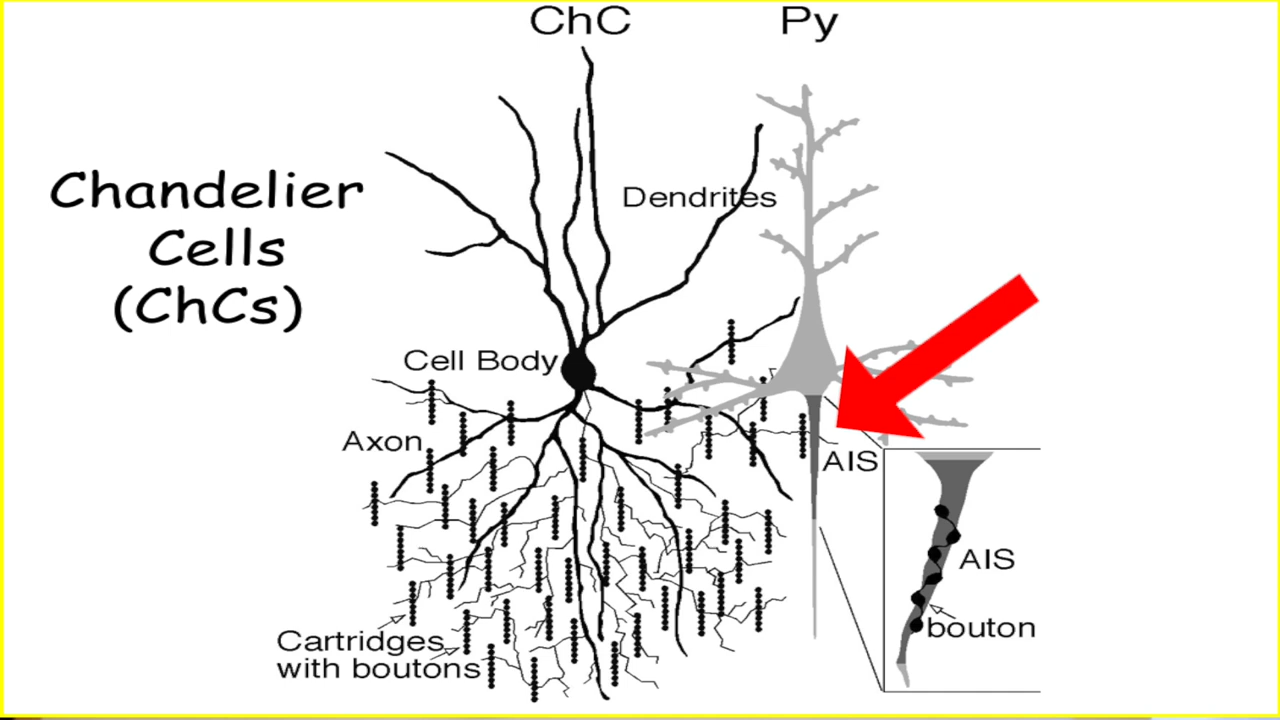 ChC
Py
Chandelier
Cells
(ChCs)
Dendrites
Cell Body
Axon
AIS
AIS
bouton
Cartridges
with boutons